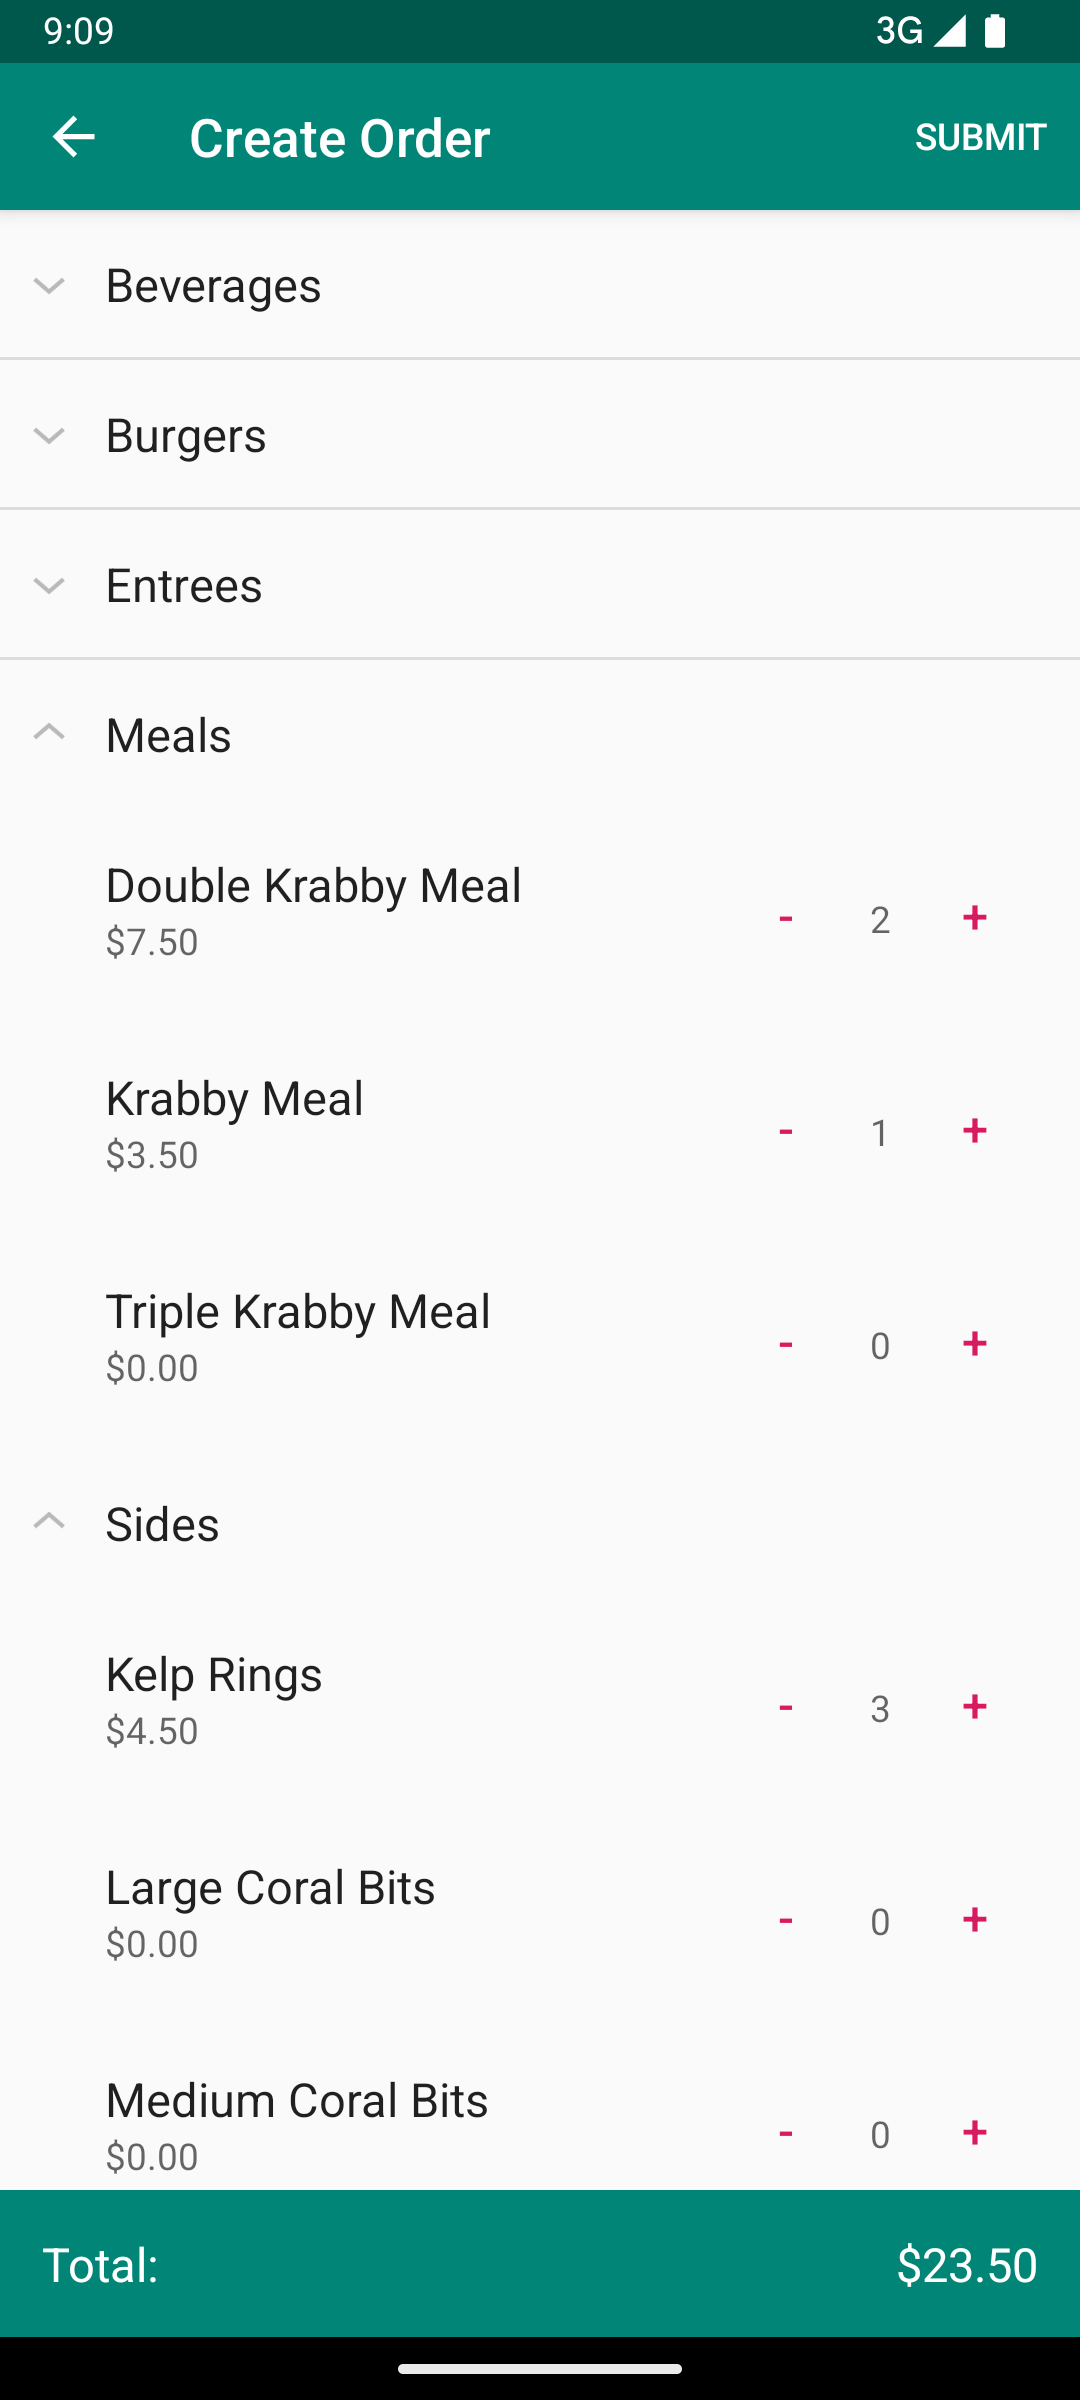 9:09 3G
Create Order SUBMIT
Beverages
Burgers
Entrees
Meals
Double Krabby Meal
$7.50 - 2 +
Krabby Meal
$3.50 - 1 +
Triple Krabby Meal
$0.00 - 0 +
Sides
Kelp Rings
$4.50 - 3 +
Large Coral Bits
$0.00 - 0 +
Medium Coral Bits
$0.00 - 0 +
Total: $23.50